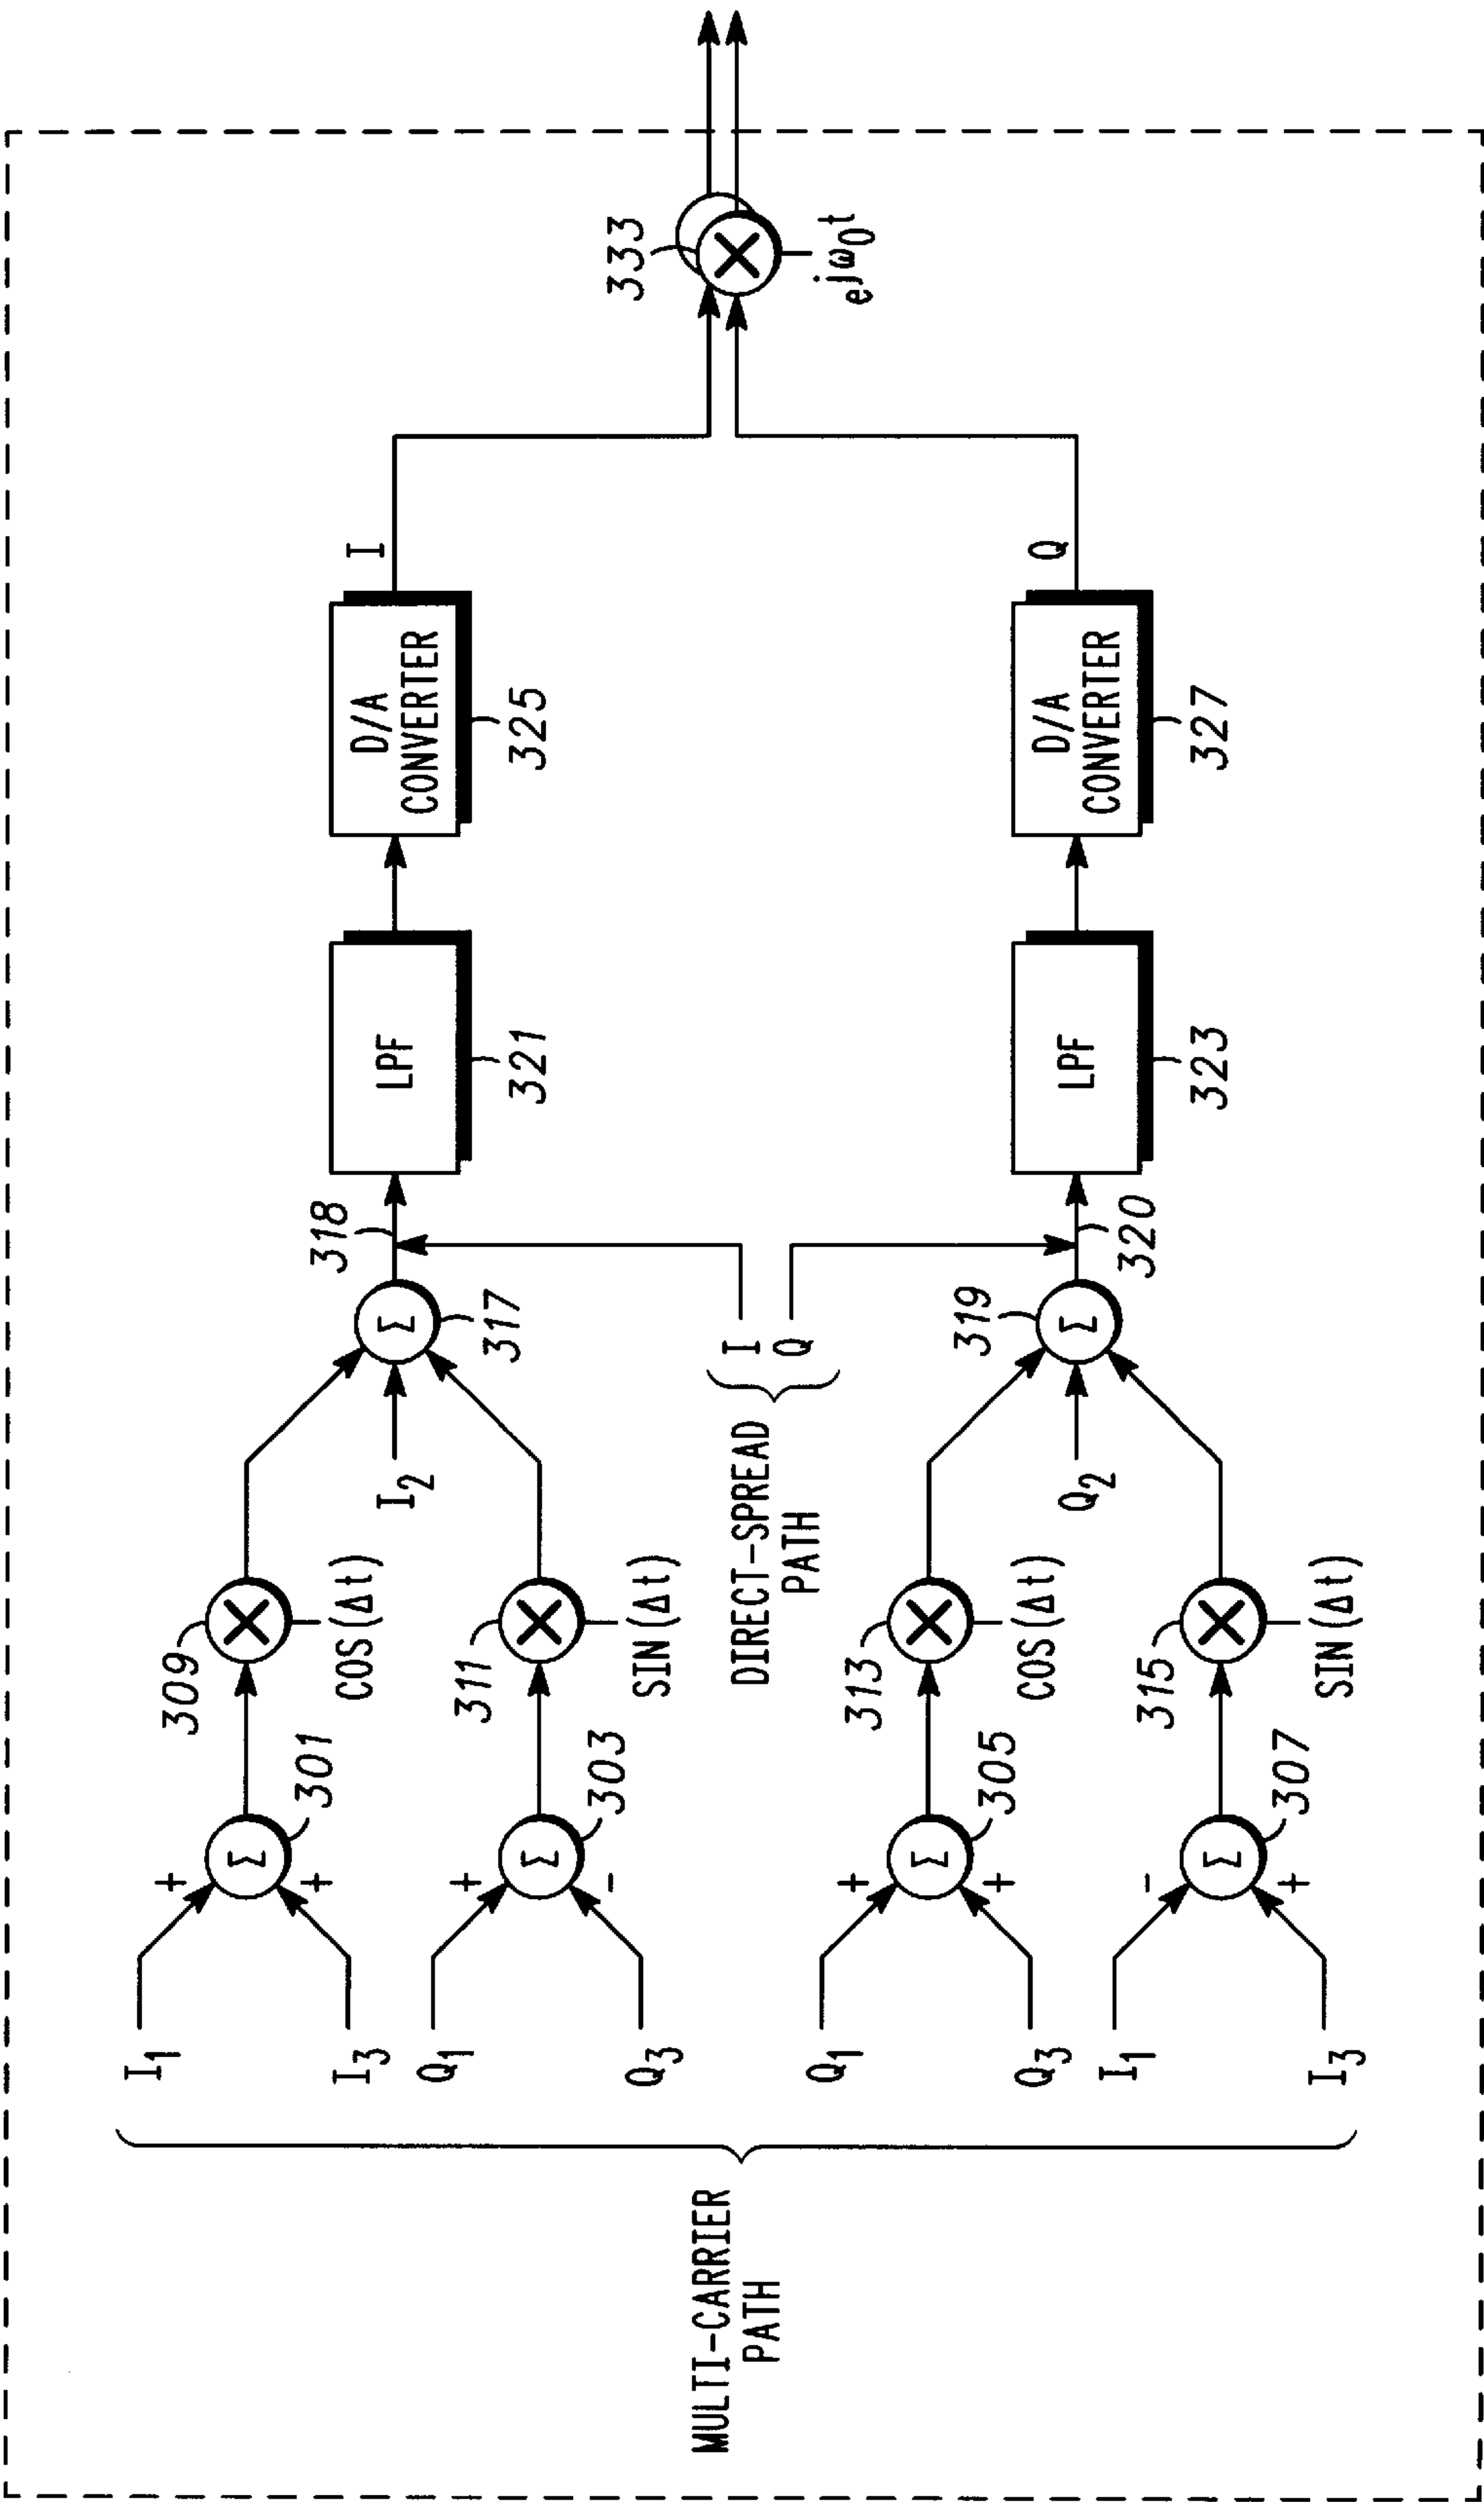 MULTI-CARRIER
PATH
I1
I3
Q1
Q3
Q1
Q3
I1
I3
+
+
+
-
+
+
-
+
Σ
Σ
Σ
Σ
301
303
305
307
309
311
313
315
COS(Δt)
SIN(Δt)
COS(Δt)
SIN(Δt)
DIRECT-SPREAD
PATH
I
Q
I2
Q2
Σ
Σ
317
319
318
320
LPF
321
LPF
323
D/A
CONVERTER
325
D/A
CONVERTER
327
I
Q
333
ejω0t